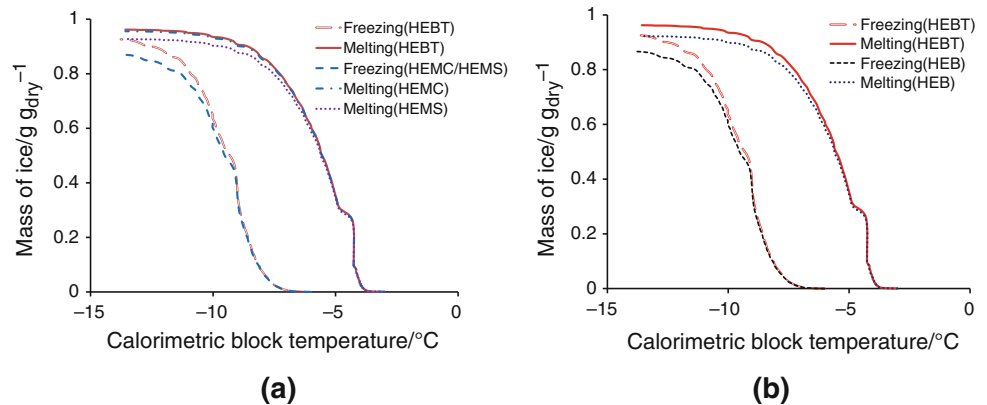 Mass of ice/g g_dry⁻¹
1
0.8
0.6
0.4
0.2
0
−15
−10
−5
0
Calorimetric block temperature/°C
Freezing(HEBT)
Melting(HEBT)
Freezing(HEMC/HEMS)
Melting(HEMC)
Melting(HEMS)
(a)
Mass of ice/g g_dry⁻¹
1
0.8
0.6
0.4
0.2
0
−15
−10
−5
0
Calorimetric block temperature/°C
Freezing(HEBT)
Melting(HEBT)
Freezing(HEB)
Melting(HEB)
(b)